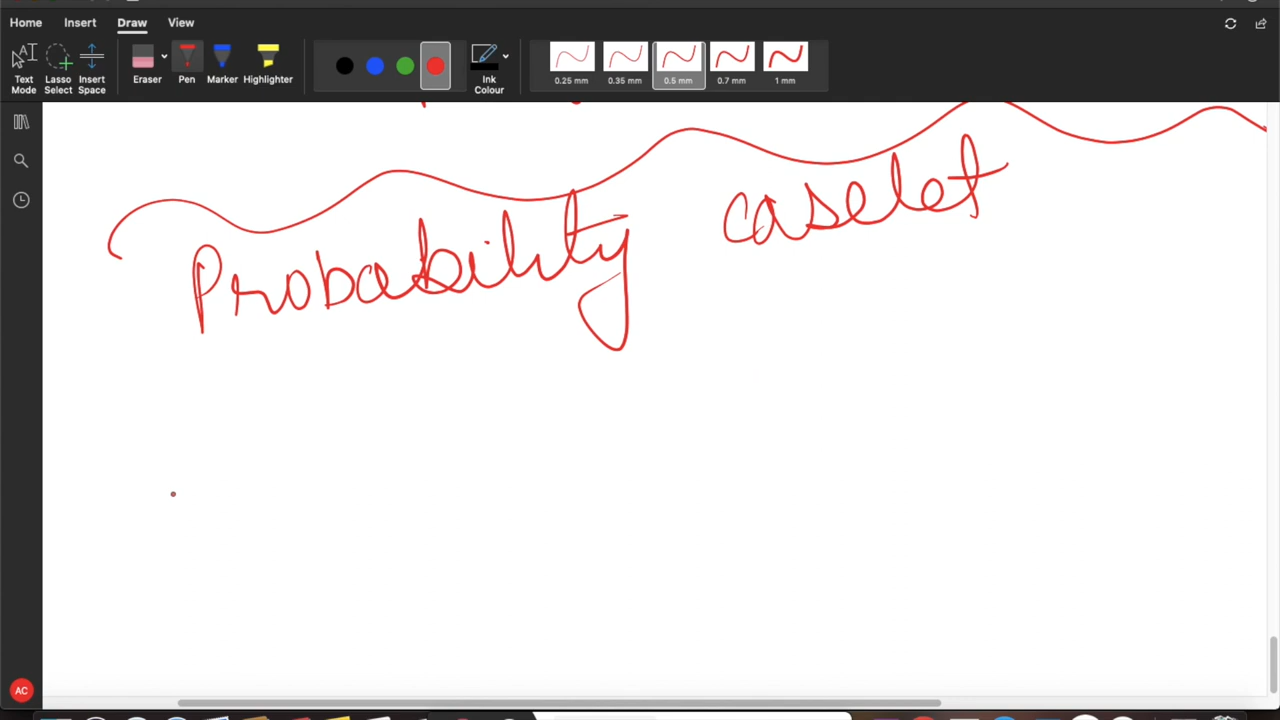 Home Insert Draw View
Text Mode
Lasso Select
Insert Space
Eraser
Pen
Marker
Highlighter
Ink Colour
0.25 mm
0.35 mm
0.5 mm
0.7 mm
1 mm
Probability caselet
AC